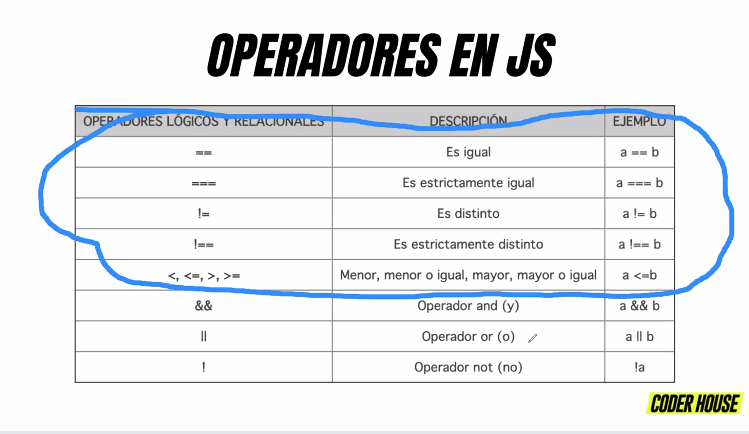 OPERADORES EN JS
OPERADORES LÓGICOS Y RELACIONALES DESCRIPCIÓN EJEMPLO
== Es igual a == b
=== Es estrictamente igual a === b
!= Es distinto a != b
!== Es estrictamente distinto a !== b
<, <=, >, >= Menor, menor o igual, mayor, mayor o igual a <=b
&& Operador and (y) a && b
|| Operador or (o) a || b
! Operador not (no) !a
CODER HOUSE